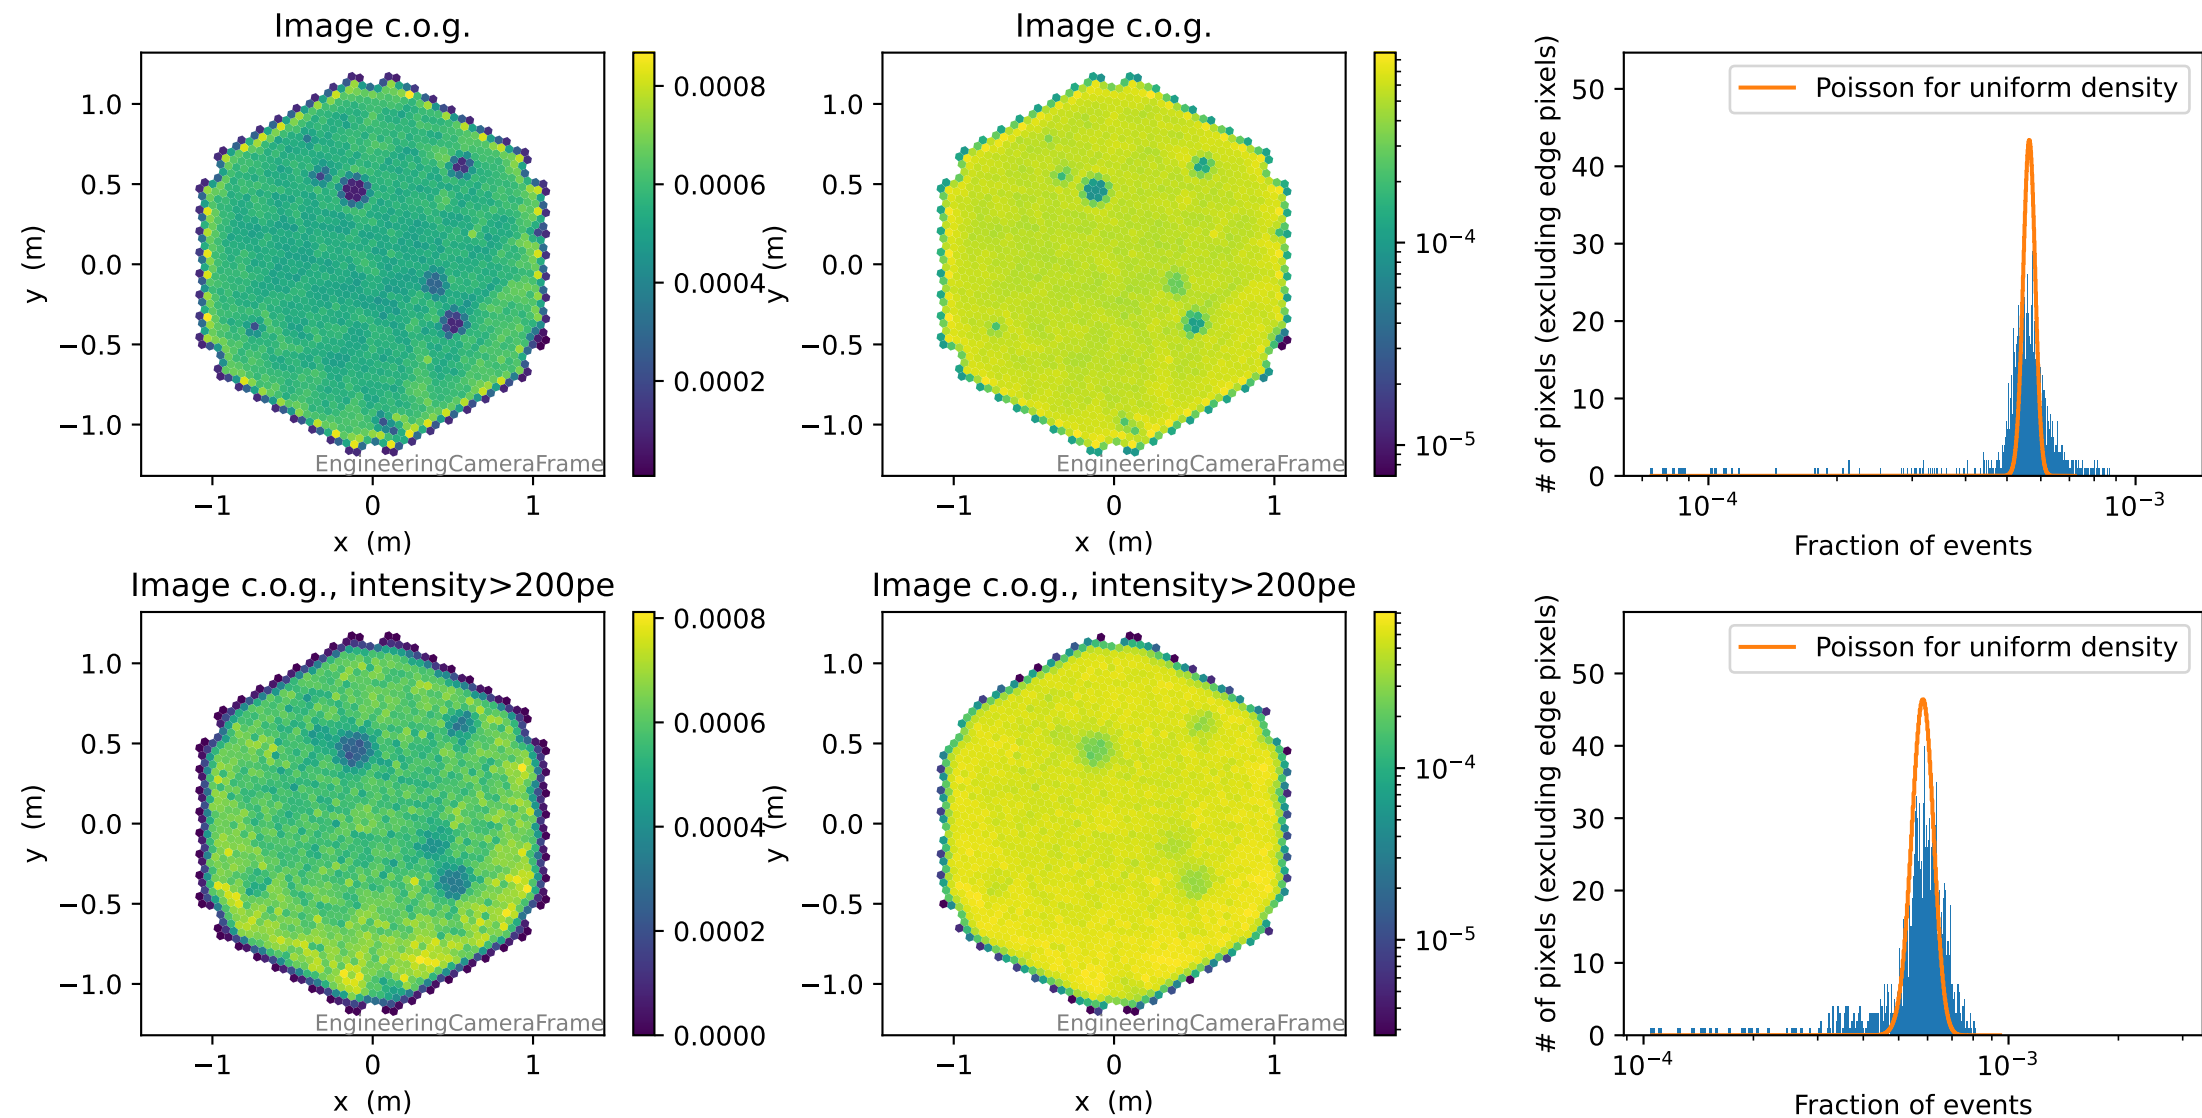 Image c.o.g.
1.0
0.5
0.0
−0.5
−1.0
y (m)
−1
0
1
x (m)
EngineeringCameraFrame
0.0008
0.0006
0.0004
0.0002
Image c.o.g.
1.0
0.5
0.0
−0.5
−1.0
y (m)
−1
0
1
x (m)
EngineeringCameraFrame
10⁻⁴
10⁻⁵
# of pixels (excluding edge pixels)
50
40
30
20
10
0
Poisson for uniform density
10⁻⁴
10⁻³
Fraction of events
Image c.o.g., intensity>200pe
1.0
0.5
0.0
−0.5
−1.0
y (m)
−1
0
1
x (m)
EngineeringCameraFrame
0.0008
0.0006
0.0004
0.0002
0.0000
Image c.o.g., intensity>200pe
1.0
0.5
0.0
−0.5
−1.0
y (m)
−1
0
1
x (m)
EngineeringCameraFrame
10⁻⁴
10⁻⁵
# of pixels (excluding edge pixels)
50
40
30
20
10
0
Poisson for uniform density
10⁻⁴
10⁻³
Fraction of events